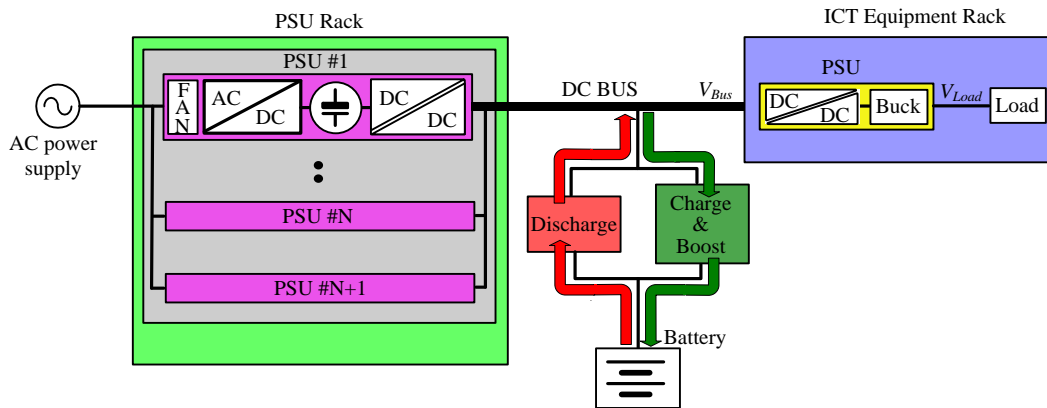 PSU Rack
PSU #1
FAN
AC
DC
DC
DC
AC power
supply
PSU #N
PSU #N+1
DC BUS
V_Bus
ICT Equipment Rack
PSU
DC
DC
Buck
V_Load
Load
Discharge
Charge
&
Boost
Battery